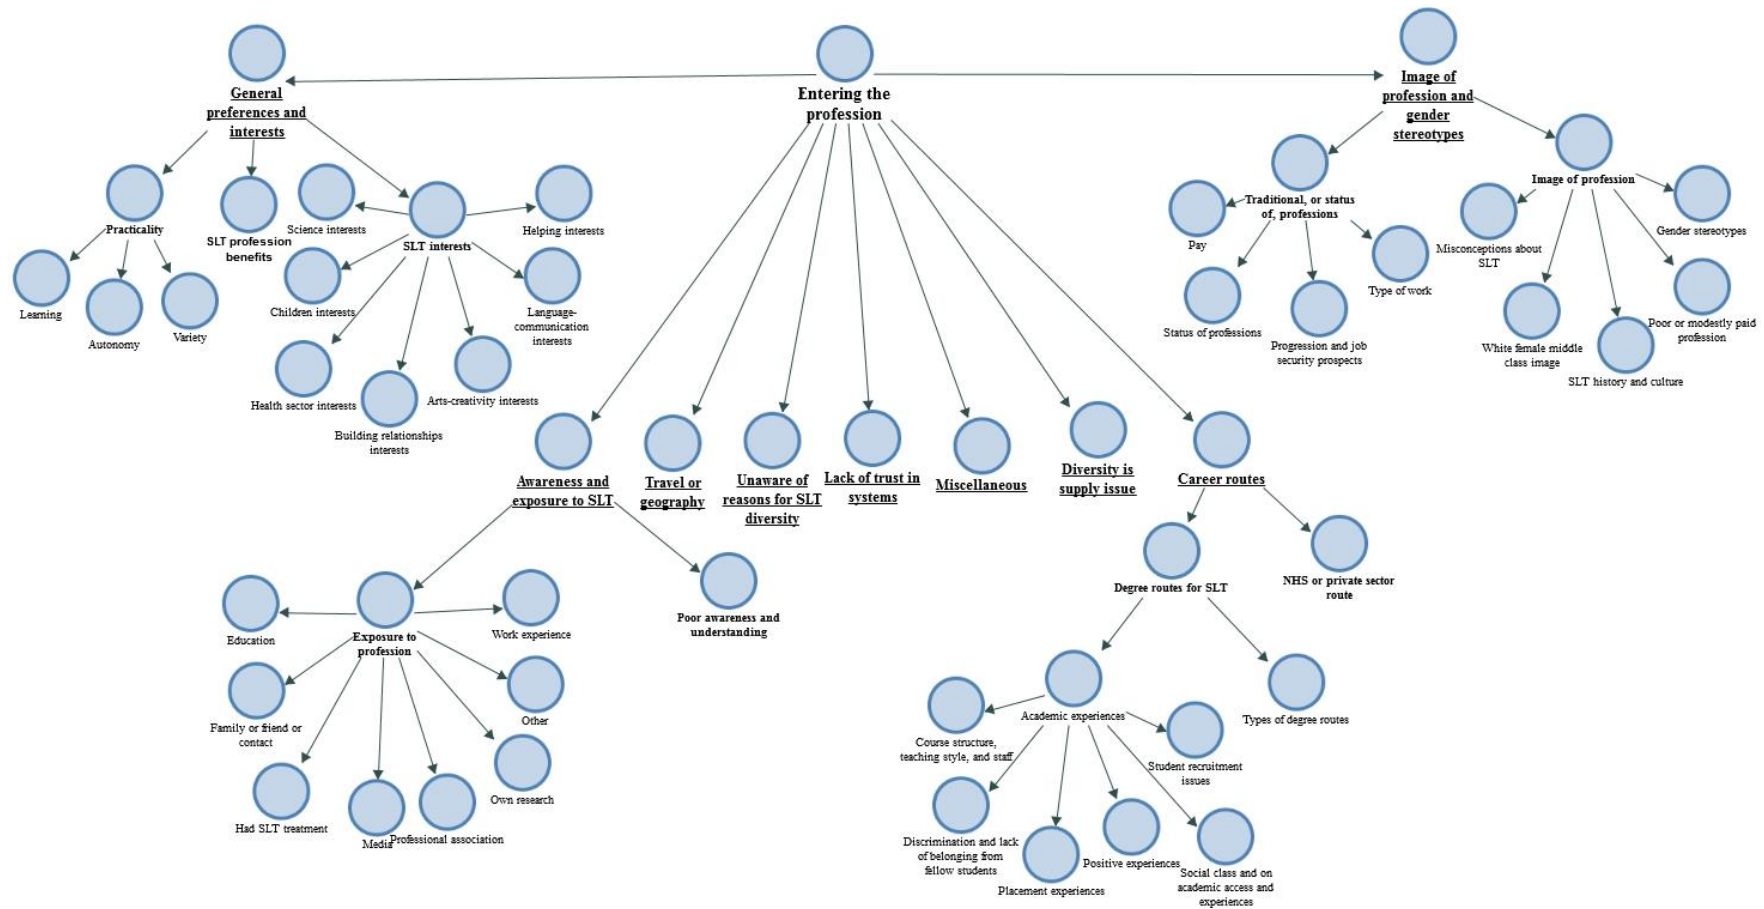 General
preferences and
interests
Entering the
profession
Image of
profession and
gender
stereotypes
Practicality
SLT profession
benefits
Science interests
SLT interests
Helping interests
Learning
Autonomy
Variety
Children interests
Language-
communication
interests
Health sector interests
Building relationships
interests
Arts-creativity interests
Traditional, or status
of, professions
Pay
Status of professions
Progression and job
security prospects
Type of work
Image of profession
Misconceptions about
SLT
Gender stereotypes
White female middle
class image
SLT history and culture
Poor or modestly paid
profession
Awareness and
exposure to SLT
Travel or
geography
Unaware of
reasons for SLT
diversity
Lack of trust in
systems
Miscellaneous
Diversity is
supply issue
Career routes
Exposure to
profession
Poor awareness and
understanding
Education
Work experience
Family or friend or
contact
Other
Had SLT treatment
Media
Professional association
Own research
Degree routes for SLT
NHS or private sector
route
Academic experiences
Types of degree routes
Course structure,
teaching style, and staff
Student recruitment
issues
Discrimination and lack
of belonging from
fellow students
Placement experiences
Positive experiences
Social class and on
academic access and
experiences